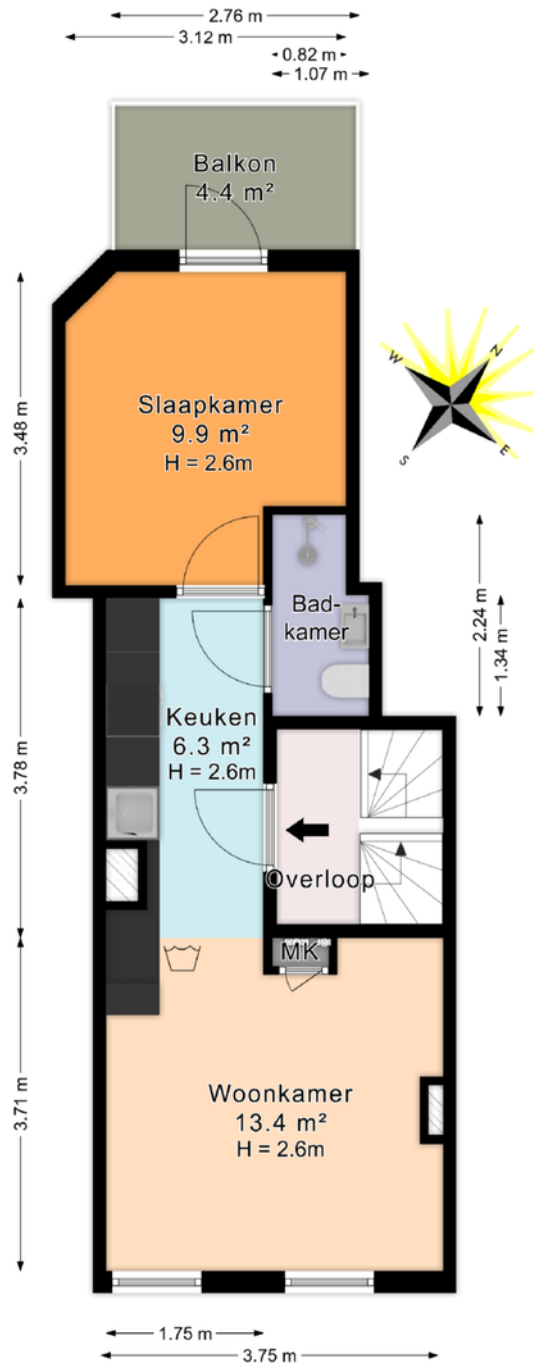 2.76 m
3.12 m
0.82 m
1.07 m
Balkon
4.4 m²
N
W
E
S
Slaapkamer
9.9 m²
H = 2.6m
3.48 m
Bad-
kamer
2.24 m
1.34 m
Keuken
6.3 m²
H = 2.6m
3.78 m
Overloop
MK
Woonkamer
13.4 m²
H = 2.6m
3.71 m
1.75 m
3.75 m